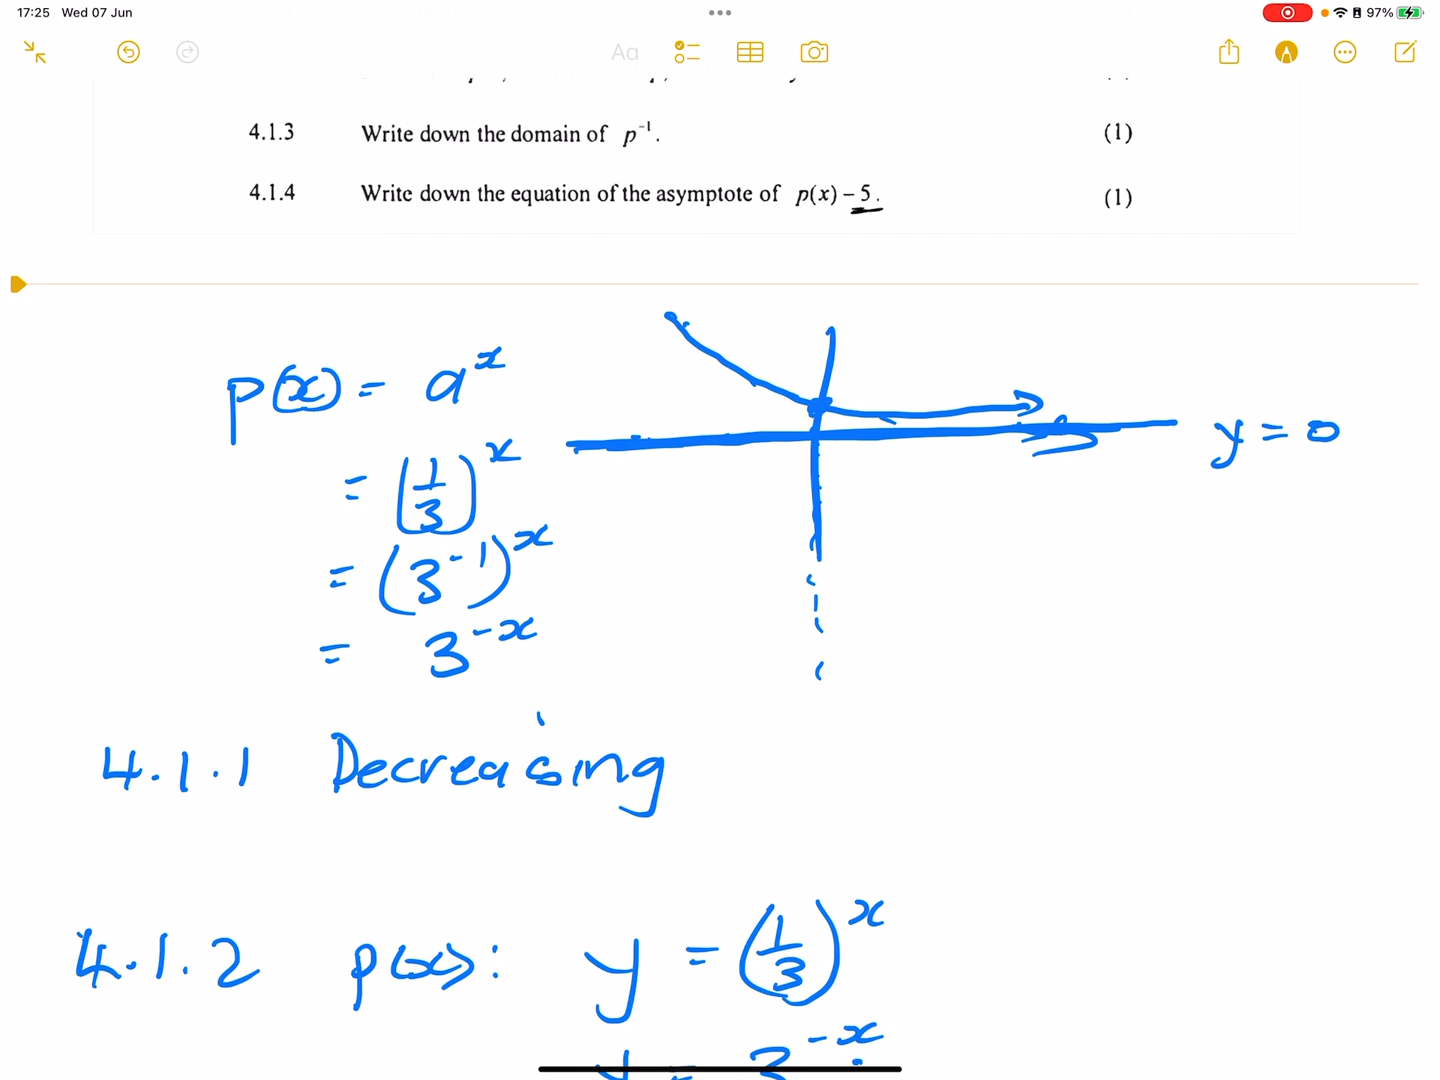 17:25 Wed 07 Jun
97%
Aa
4.1.3 Write down the domain of p⁻¹. (1)
4.1.4 Write down the equation of the asymptote of p(x) – 5. (1)
p(x) = a^x
y = 0
= (1/3)^x
= (3^-1)^x
= 3^-x
4.1.1 Decreasing
4.1.2 p(x): y = (1/3)^x
y = 3^-x